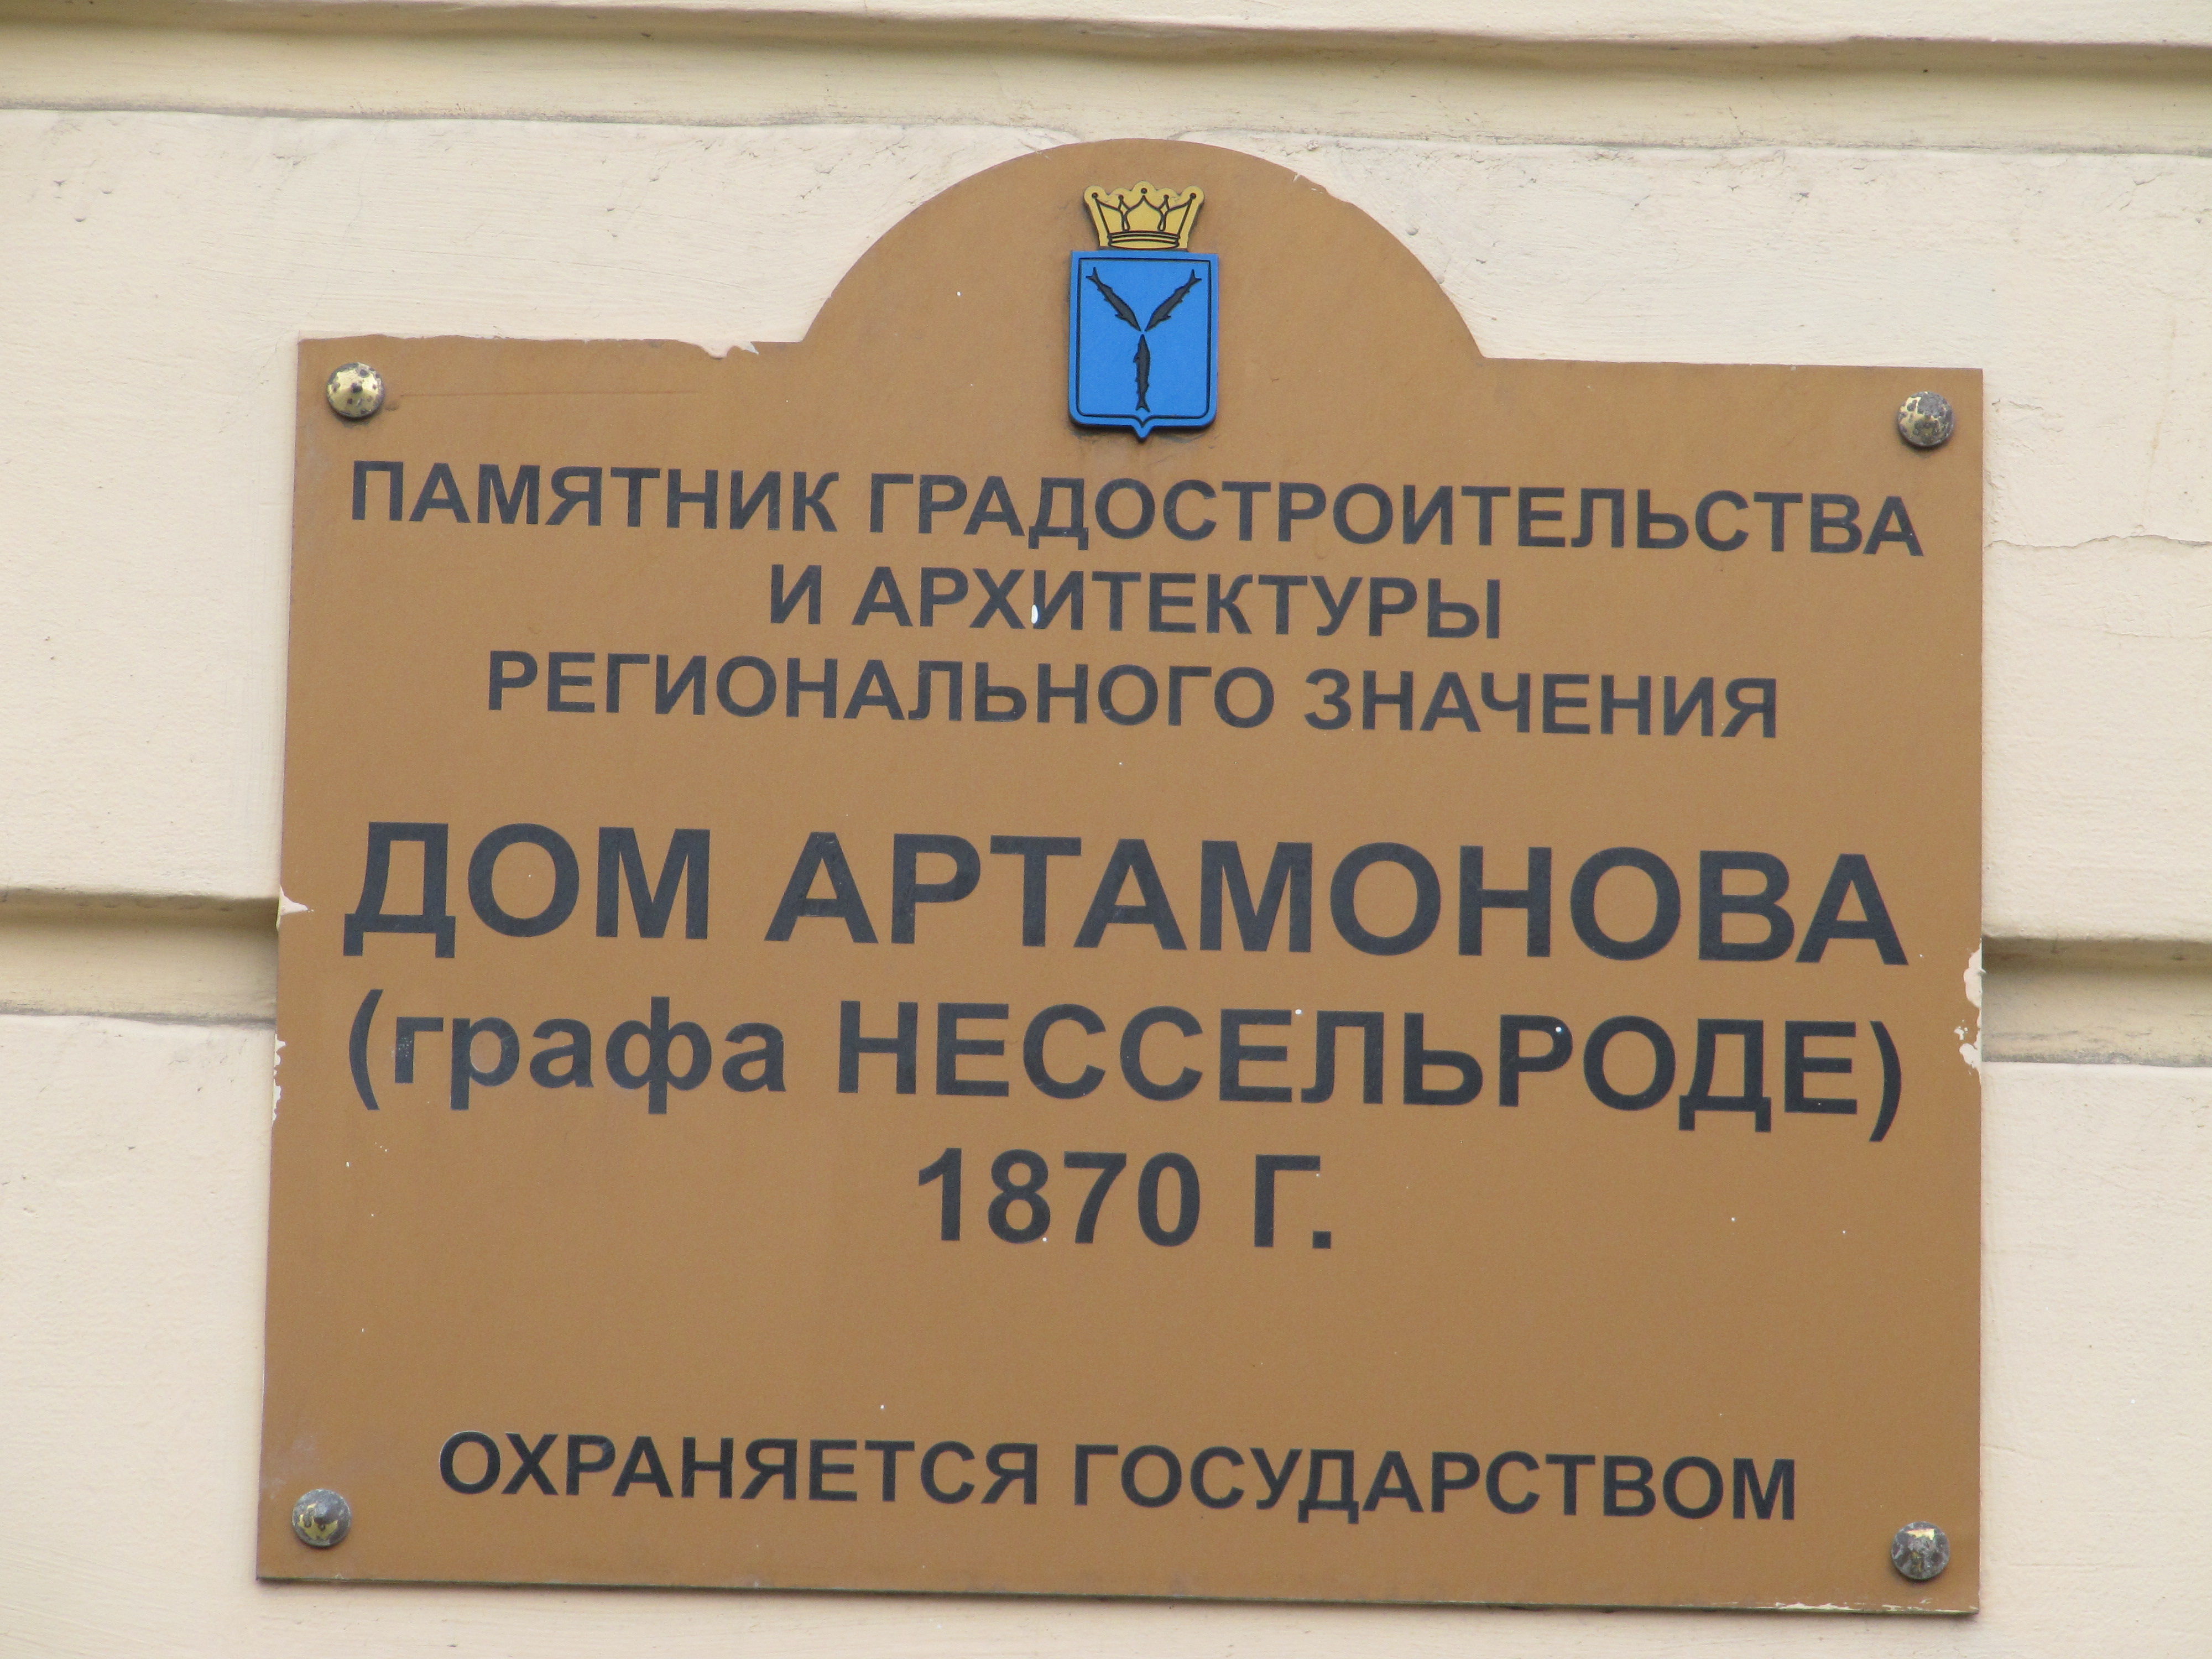 ПАМЯТНИК ГРАДОСТРОИТЕЛЬСТВА
И АРХИТЕКТУРЫ
РЕГИОНАЛЬНОГО ЗНАЧЕНИЯ
ДОМ АРТАМОНОВА
(графа НЕССЕЛЬРОДЕ)
1870 Г.
ОХРАНЯЕТСЯ ГОСУДАРСТВОМ